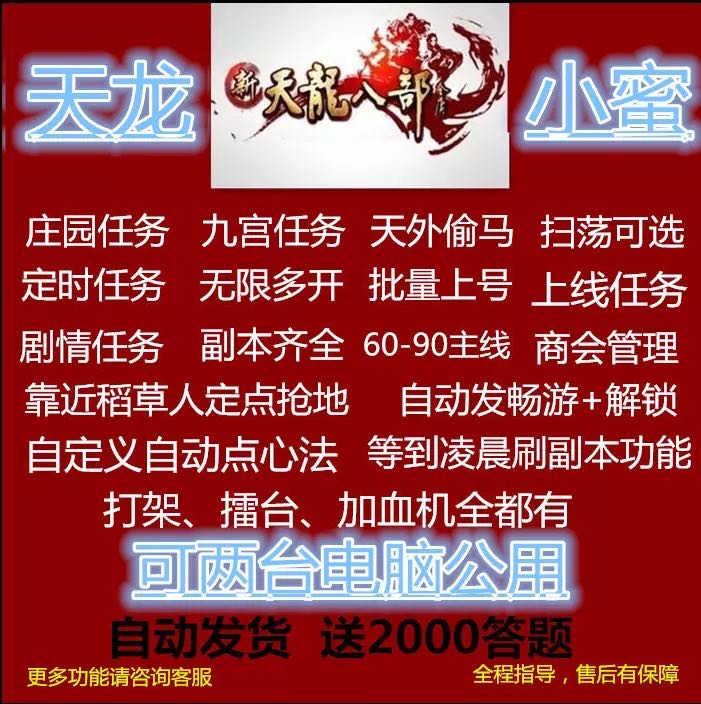 天龙 新天龍八部 小蜜
庄园任务 九宫任务 天外偷马 扫荡可选
定时任务 无限多开 批量上号 上线任务
剧情任务 副本齐全 60-90主线 商会管理
靠近稻草人定点抢地 自动发畅游+解锁
自定义自动点心法 等到凌晨刷副本功能
打架、擂台、加血机全都有
可两台电脑公用
自动发货 送2000答题
更多功能请咨询客服 全程指导，售后有保障